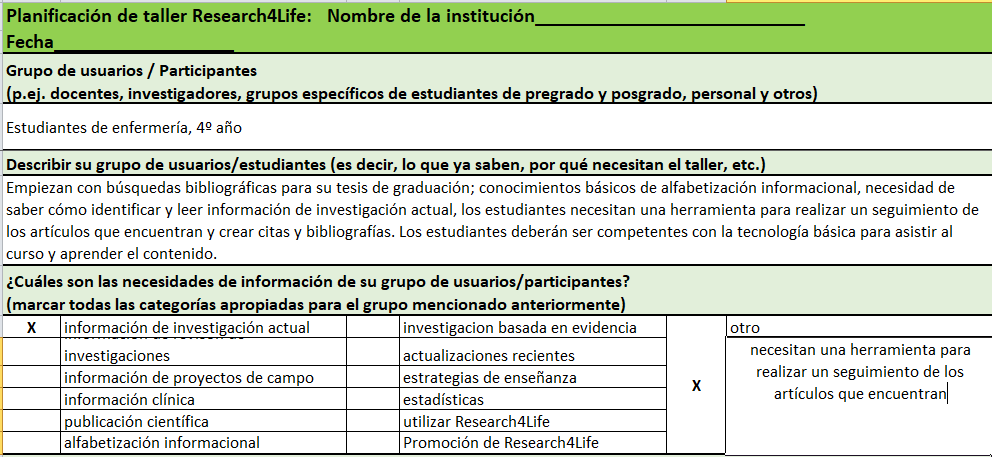 Planificación de taller Research4Life: Nombre de la institución___________________________
Fecha__________________
Grupo de usuarios / Participantes
(p.ej. docentes, investigadores, grupos específicos de estudiantes de pregrado y posgrado, personal y otros)
Estudiantes de enfermería, 4º año
Describir su grupo de usuarios/estudiantes (es decir, lo que ya saben, por qué necesitan el taller, etc.)
Empiezan con búsquedas bibliográficas para su tesis de graduación; conocimientos básicos de alfabetización informacional, necesidad de
saber cómo identificar y leer información de investigación actual, los estudiantes necesitan una herramienta para realizar un seguimiento de
los artículos que encuentran y crear citas y bibliografías. Los estudiantes deberán ser competentes con la tecnología básica para asistir al
curso y aprender el contenido.
¿Cuáles son las necesidades de información de su grupo de usuarios/participantes?
(marcar todas las categorías apropiadas para el grupo mencionado anteriormente)
X información de investigación actual investigacion basada en evidencia otro
investigaciones actualizaciones recientes necesitan una herramienta para
información de proyectos de campo estrategias de enseñanza realizar un seguimiento de los
X
información clínica estadísticas artículos que encuentran
publicación científica utilizar Research4Life
alfabetización informacional Promoción de Research4Life